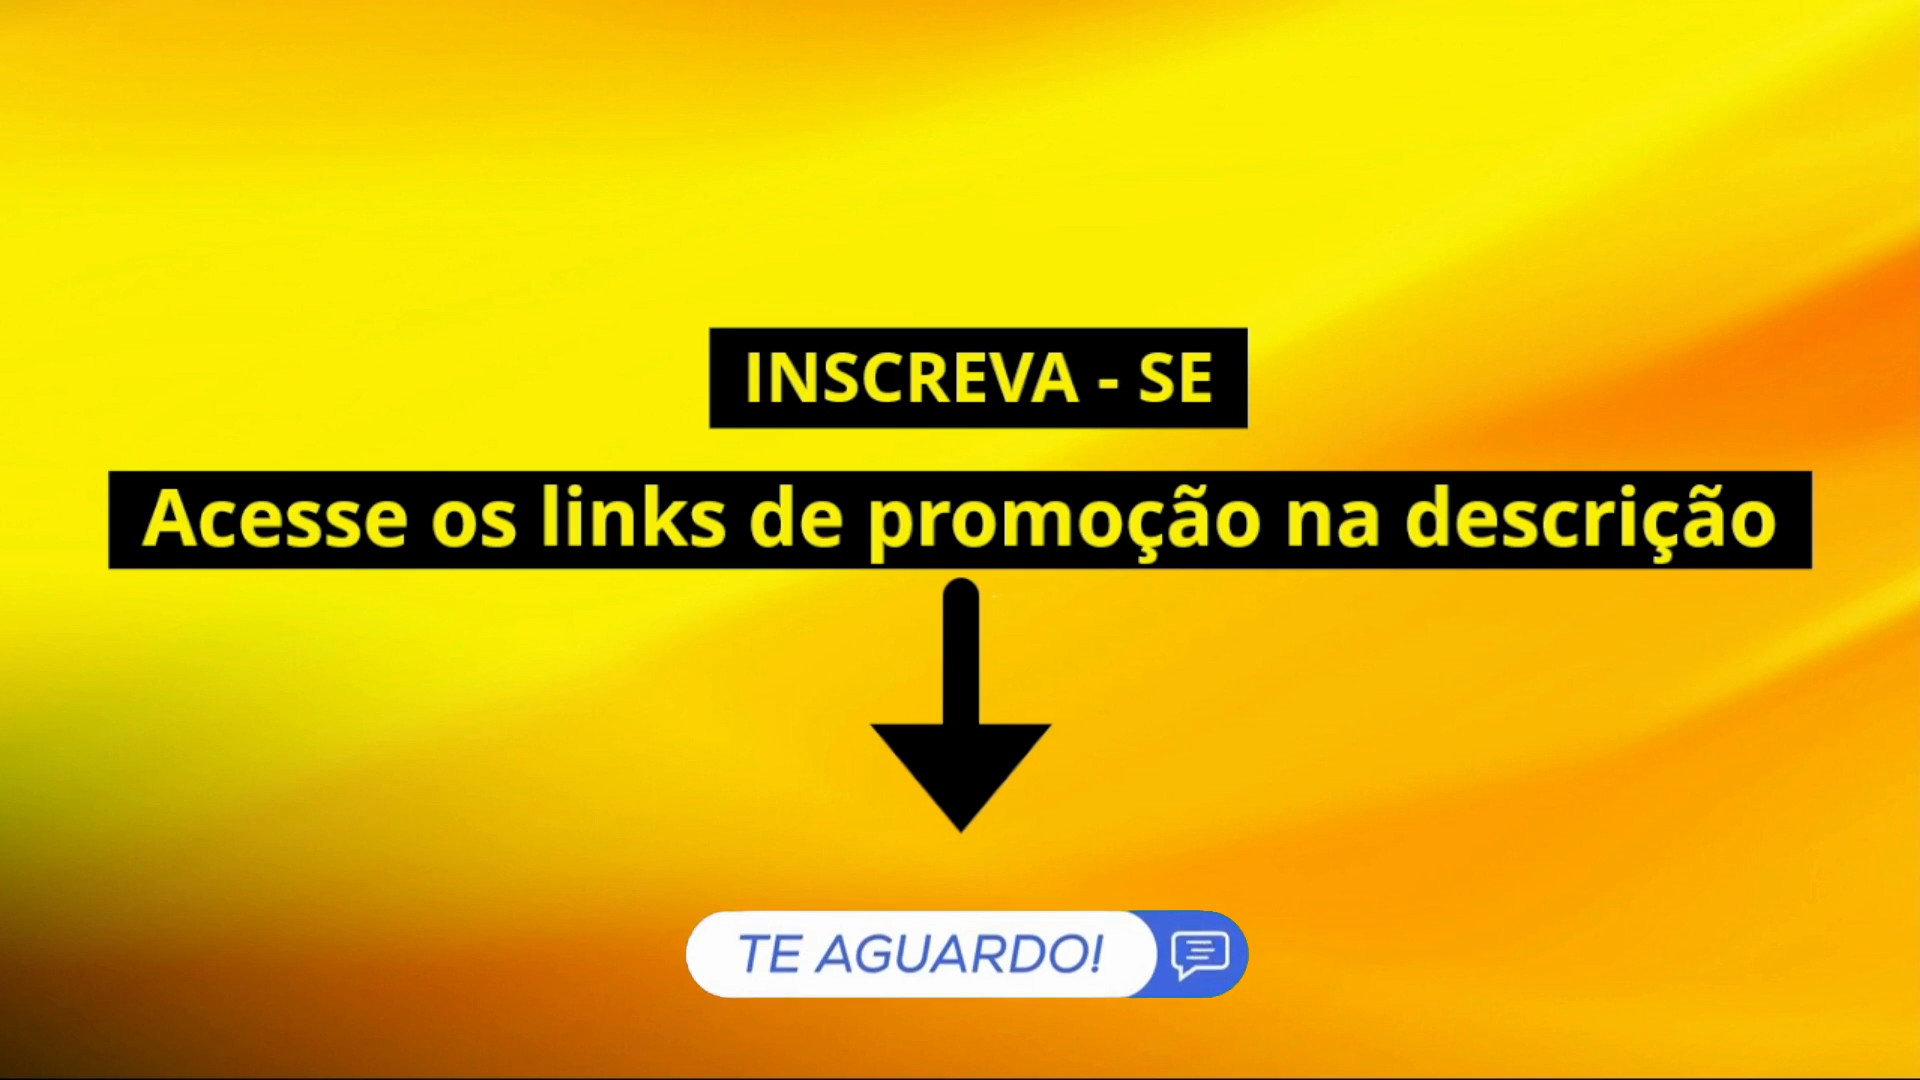 INSCREVA - SE
Acesse os links de promoção na descrição
TE AGUARDO!